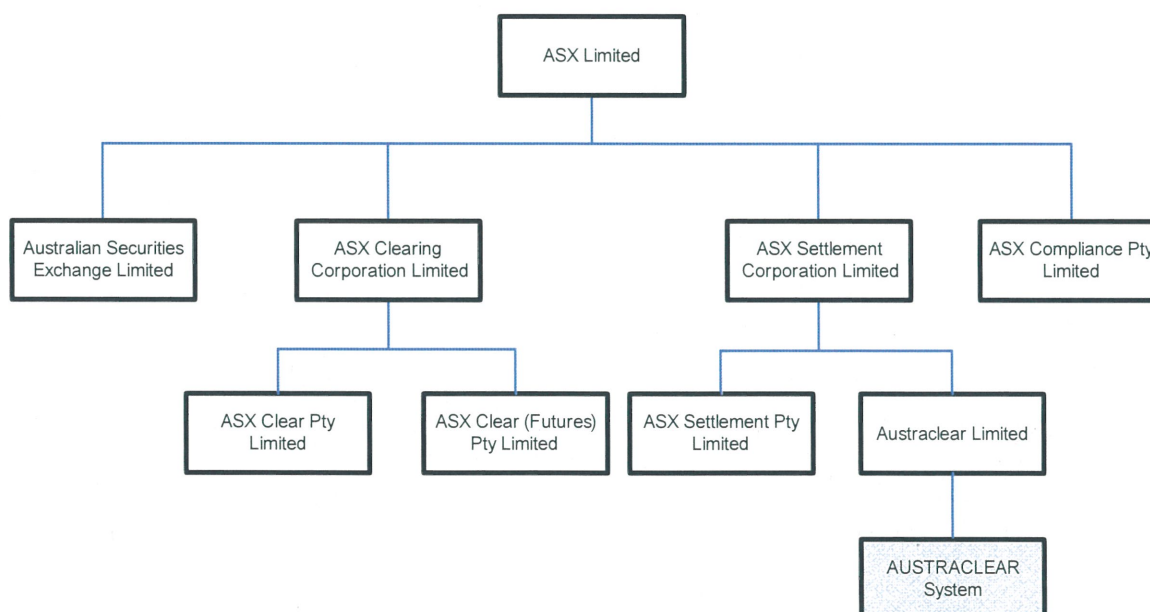 ASX Limited
Australian Securities
Exchange Limited
ASX Clearing
Corporation Limited
ASX Settlement
Corporation Limited
ASX Compliance Pty
Limited
ASX Clear Pty
Limited
ASX Clear (Futures)
Pty Limited
ASX Settlement Pty
Limited
Austraclear Limited
AUSTRACLEAR
System